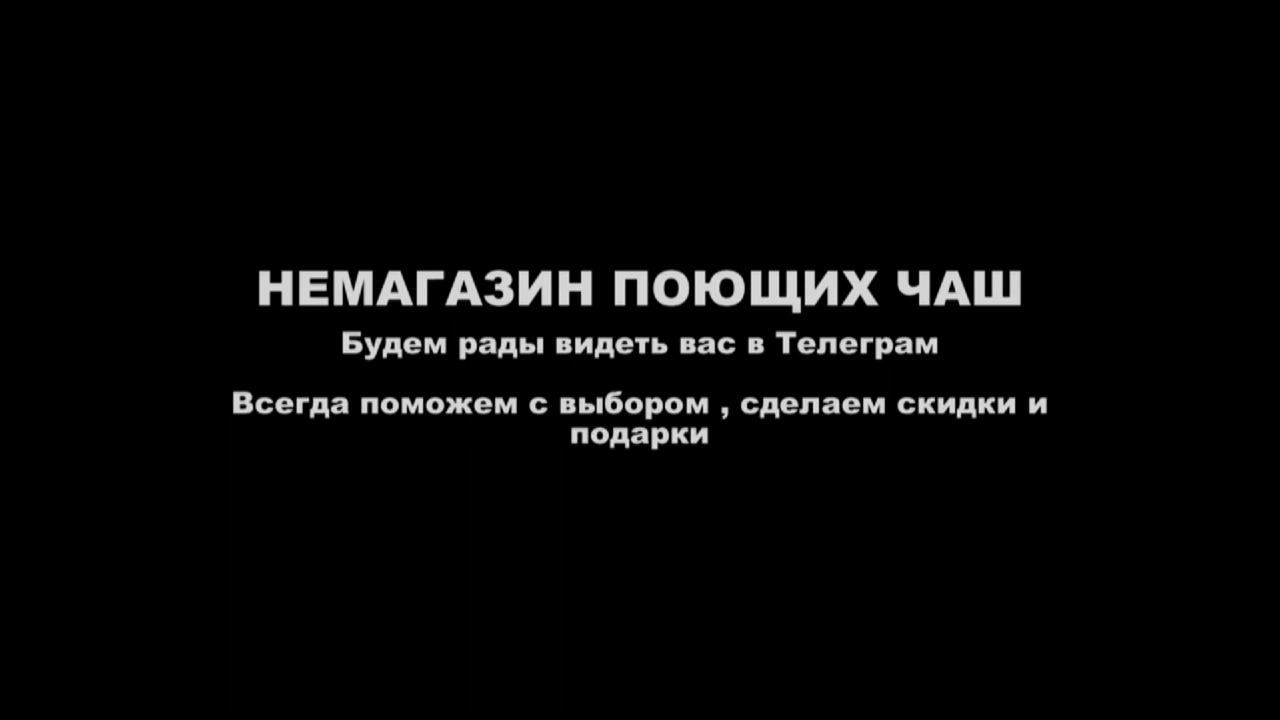 НЕМАГАЗИН ПОЮЩИХ ЧАШ
Будем рады видеть вас в Телеграм
Всегда поможем с выбором , сделаем скидки и
подарки